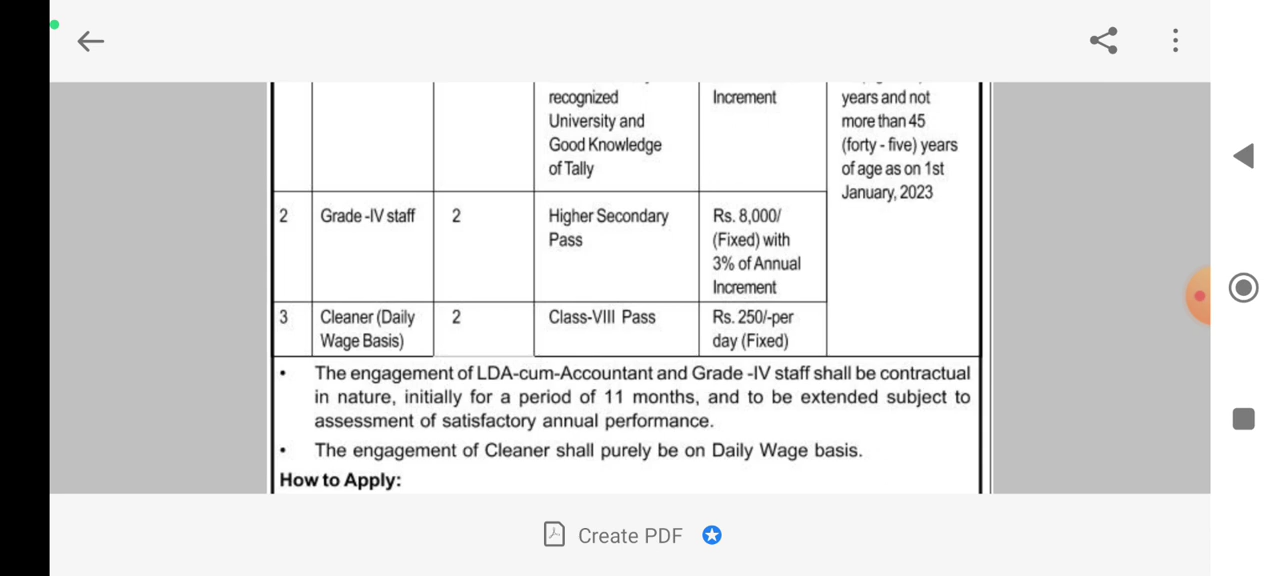 recognized
University and
Good Knowledge
of Tally
Increment
years and not
more than 45
(forty - five) years
of age as on 1st
January, 2023
2
Grade -IV staff
2
Higher Secondary
Pass
Rs. 8,000/
(Fixed) with
3% of Annual
Increment
3
Cleaner (Daily
Wage Basis)
2
Class-VIII Pass
Rs. 250/-per
day (Fixed)
• The engagement of LDA-cum-Accountant and Grade -IV staff shall be contractual
in nature, initially for a period of 11 months, and to be extended subject to
assessment of satisfactory annual performance.
• The engagement of Cleaner shall purely be on Daily Wage basis.
How to Apply:
Create PDF